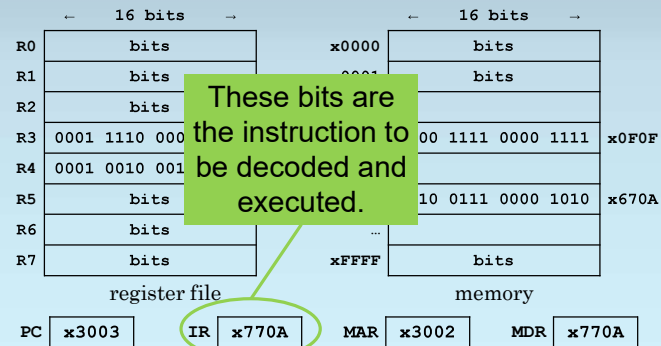 ← 16 bits → ← 16 bits →
R0 bits x0000 bits
R1 bits bits
R2 bits
R3 0001 1110 000 00 1111 0000 1111 x0F0F
R4 0001 0010 001
R5 bits 10 0111 0000 1010 x670A
R6 bits …
R7 bits xFFFF bits
These bits are
the instruction to
be decoded and
executed.
register file memory
PC x3003 IR x770A MAR x3002 MDR x770A